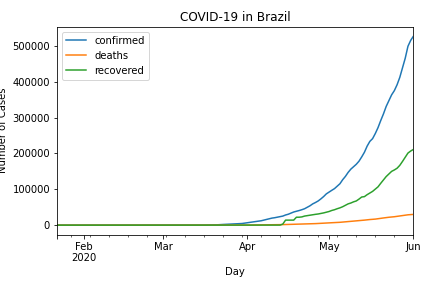 COVID-19 in Brazil
confirmed
deaths
recovered
500000
400000
300000
200000
100000
0
Number of Cases
Feb
2020
Mar
Apr
May
Jun
Day